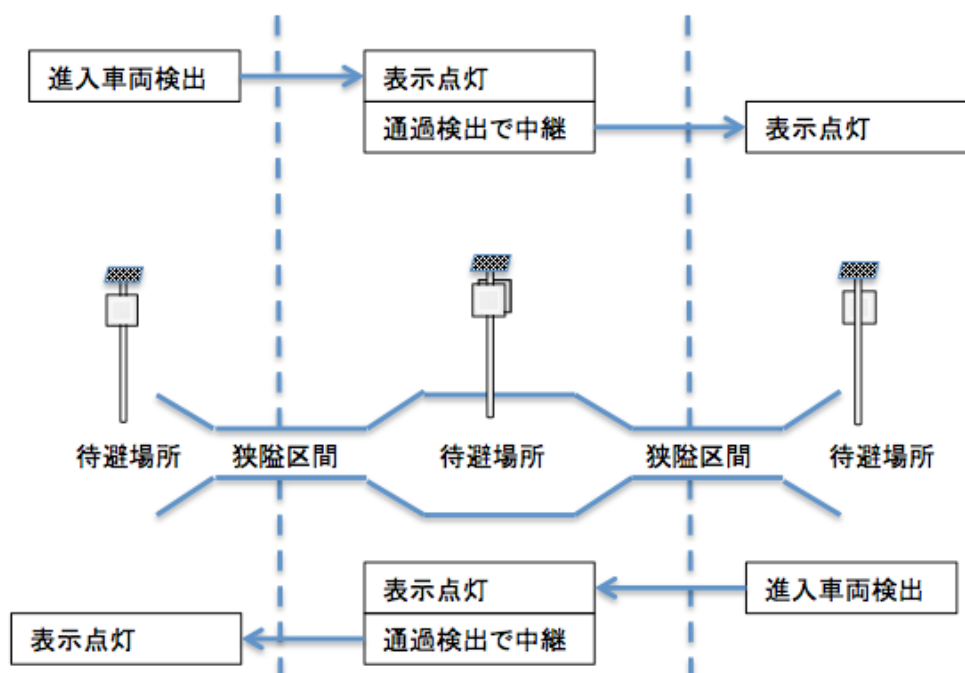 進入車両検出
表示点灯
通過検出で中継
表示点灯
待避場所
狭隘区間
待避場所
狭隘区間
待避場所
表示点灯
通過検出で中継
進入車両検出
表示点灯